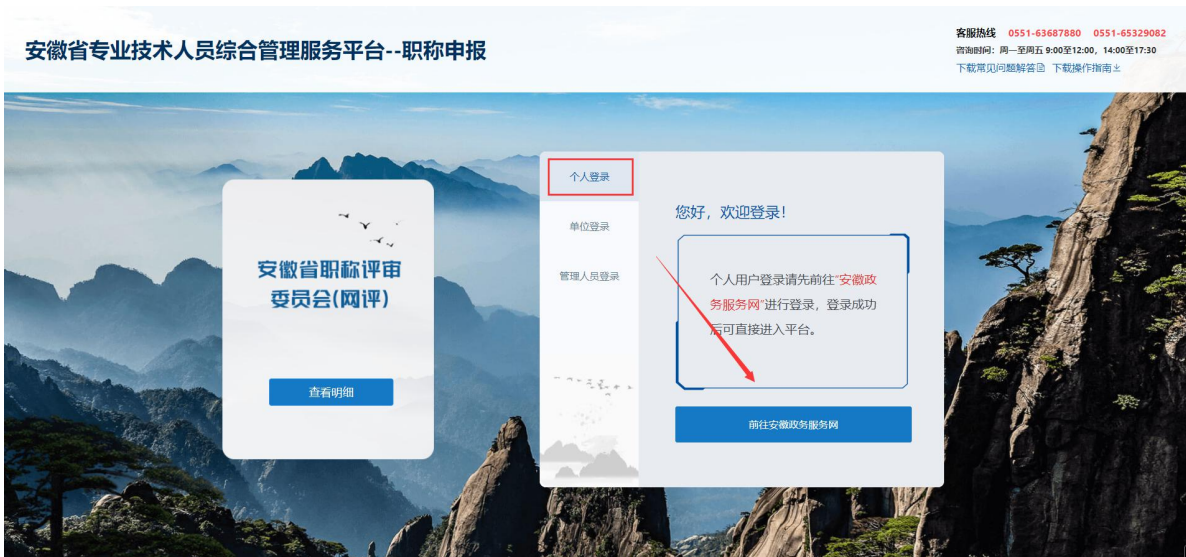 安徽省专业技术人员综合管理服务平台--职称申报
客服热线 0551-63687880 0551-65329082
咨询时间：周一至周五 9:00至12:00，14:00至17:30
下载常见问题解答 下载操作指南
安徽省职称评审
委员会(网评)
查看明细
个人登录
单位登录
管理人员登录
您好，欢迎登录！
个人用户登录请先前往“安徽政
务服务网”进行登录，登录成功
后可直接进入平台。
前往安徽政务服务网